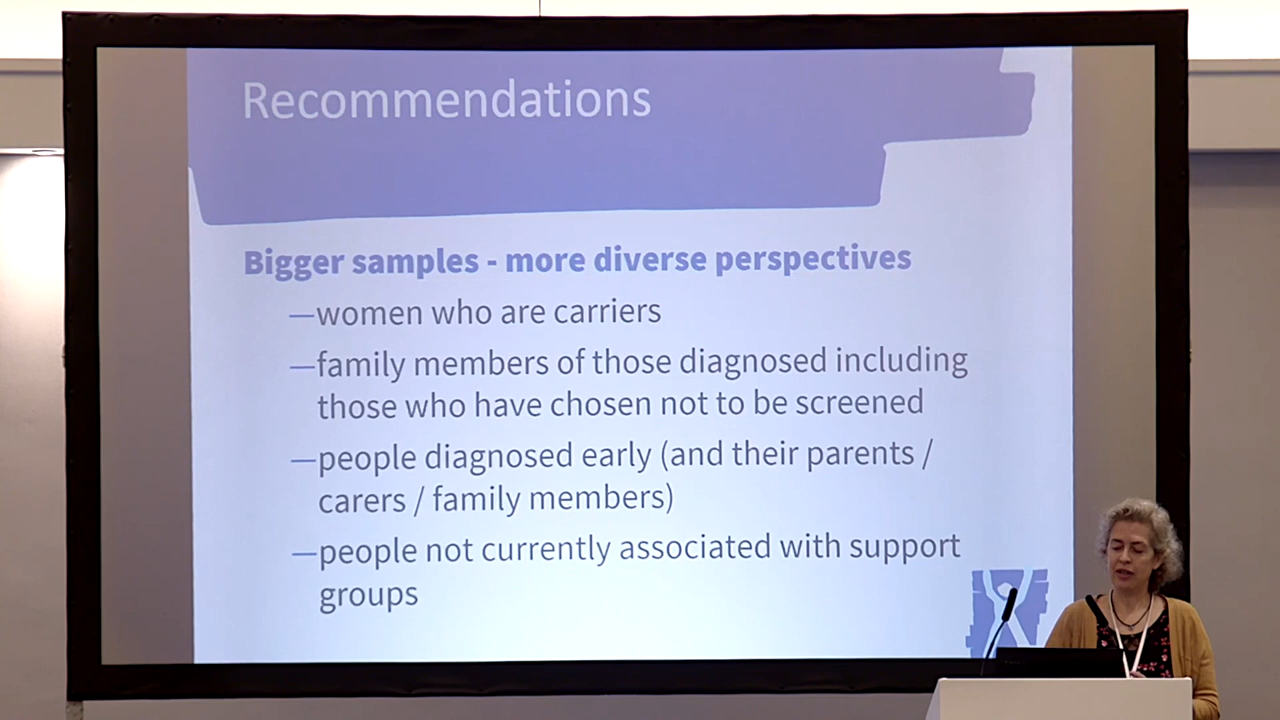 Recommendations
Bigger samples - more diverse perspectives
—women who are carriers
—family members of those diagnosed including
those who have chosen not to be screened
—people diagnosed early (and their parents /
carers / family members)
—people not currently associated with support
groups